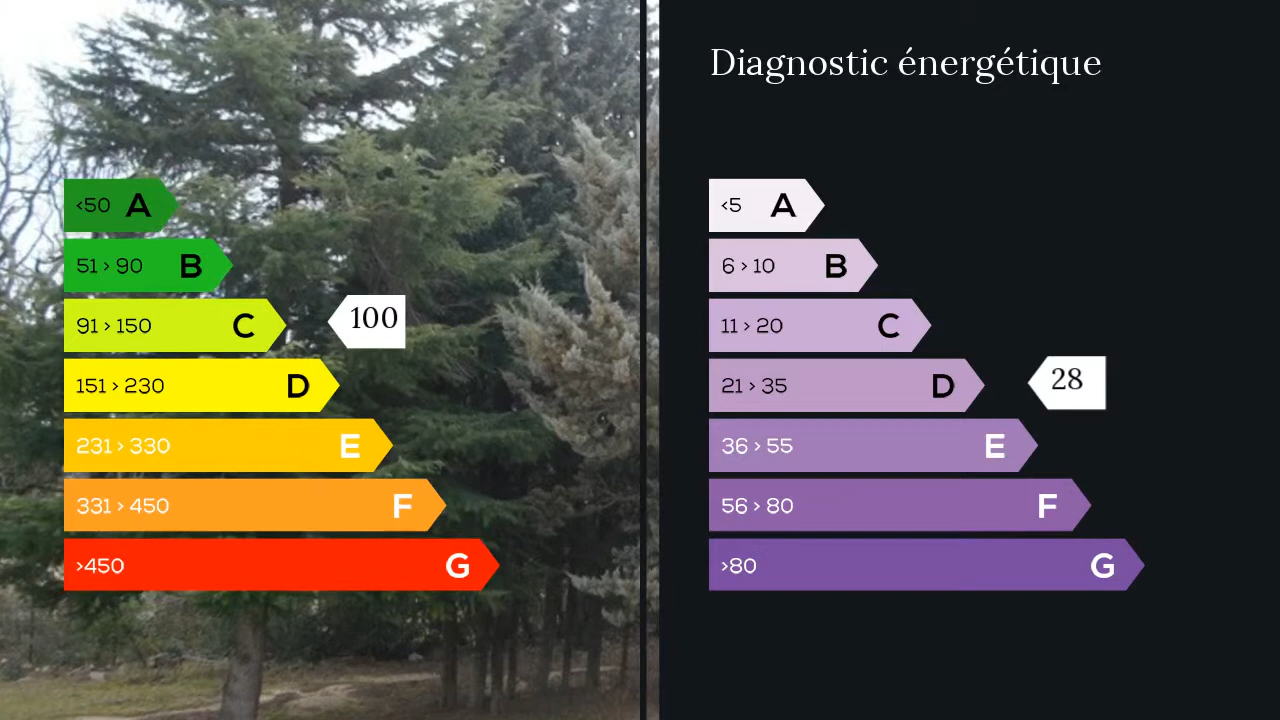 Diagnostic énergétique
<50 A
51 > 90 B
91 > 150 C
100
151 > 230 D
231 > 330 E
331 > 450 F
>450 G
<5 A
6 > 10 B
11 > 20 C
21 > 35 D
28
36 > 55 E
56 > 80 F
>80 G